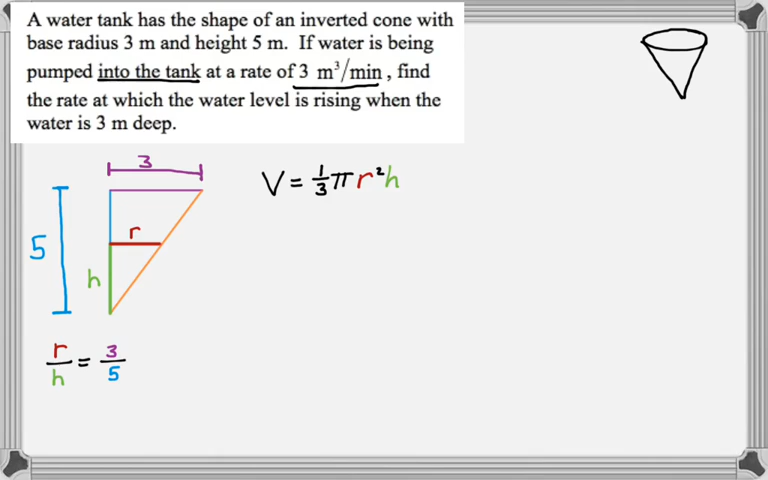 A water tank has the shape of an inverted cone with
base radius 3 m and height 5 m. If water is being
pumped into the tank at a rate of 3 m³/min , find
the rate at which the water level is rising when the
water is 3 m deep.
3
V = 1/3 π r² h
r
5
h
r/h = 3/5